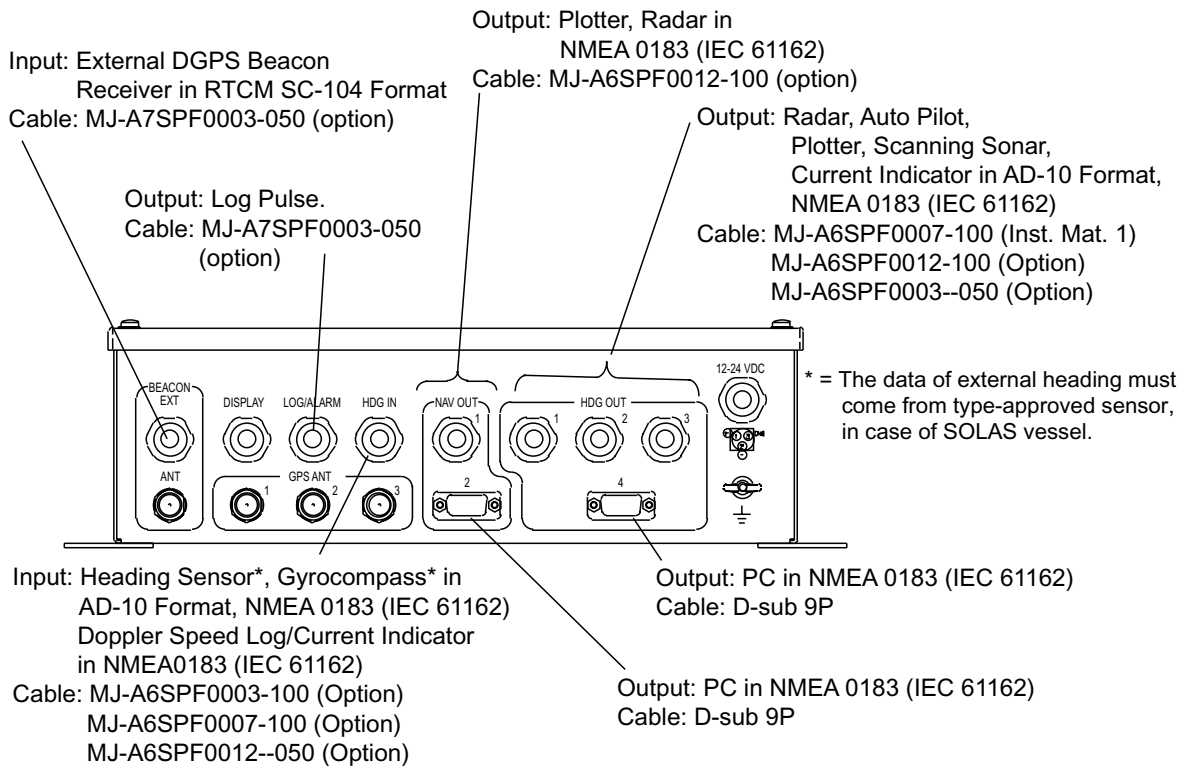 Output: Plotter, Radar in
NMEA 0183 (IEC 61162)
Cable: MJ-A6SPF0012-100 (option)
Input: External DGPS Beacon
Receiver in RTCM SC-104 Format
Cable: MJ-A7SPF0003-050 (option)
Output: Radar, Auto Pilot,
Plotter, Scanning Sonar,
Current Indicator in AD-10 Format,
NMEA 0183 (IEC 61162)
Cable: MJ-A6SPF0007-100 (Inst. Mat. 1)
MJ-A6SPF0012-100 (Option)
MJ-A6SPF0003--050 (Option)
Output: Log Pulse.
Cable: MJ-A7SPF0003-050
(option)
BEACON
EXT
DISPLAY
LOG/ALARM
HDG IN
NAV OUT
1
HDG OUT
1
2
3
12-24 VDC
ANT
GPS ANT
1
2
3
2
4
* = The data of external heading must
come from type-approved sensor,
in case of SOLAS vessel.
Input: Heading Sensor*, Gyrocompass* in
AD-10 Format, NMEA 0183 (IEC 61162)
Doppler Speed Log/Current Indicator
in NMEA0183 (IEC 61162)
Cable: MJ-A6SPF0003-100 (Option)
MJ-A6SPF0007-100 (Option)
MJ-A6SPF0012--050 (Option)
Output: PC in NMEA 0183 (IEC 61162)
Cable: D-sub 9P
Output: PC in NMEA 0183 (IEC 61162)
Cable: D-sub 9P